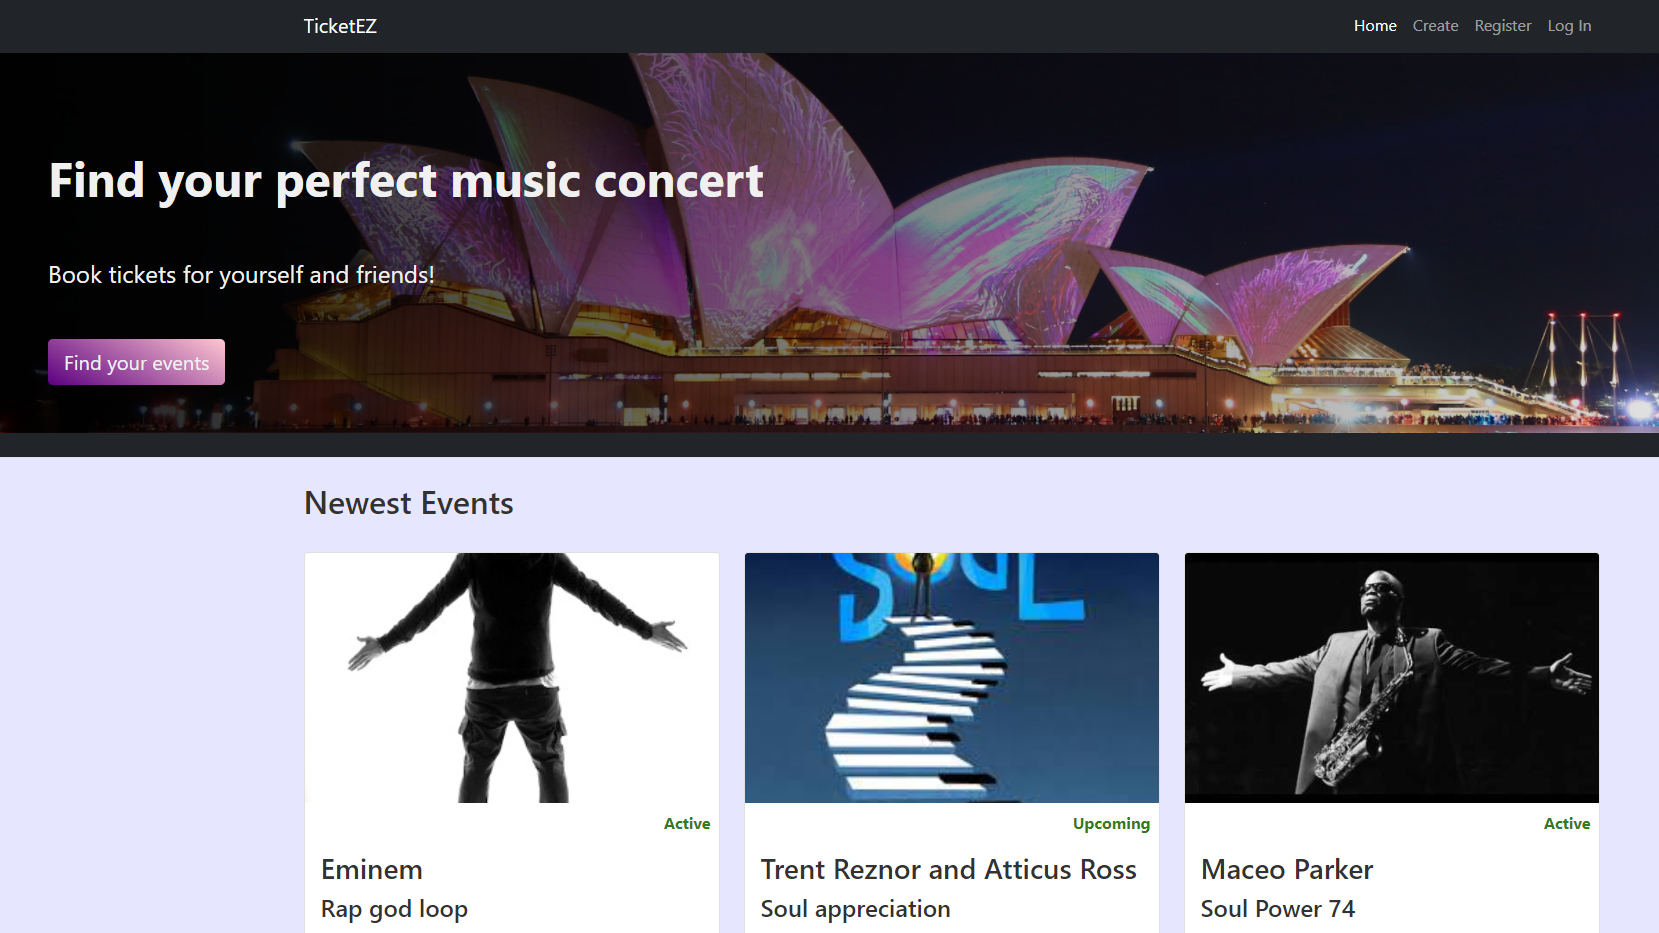 TicketEZ
Home Create Register Log In
Find your perfect music concert
Book tickets for yourself and friends!
Find your events
Newest Events
SOUL
Active
Upcoming
Active
Eminem
Trent Reznor and Atticus Ross
Maceo Parker
Rap god loop
Soul appreciation
Soul Power 74